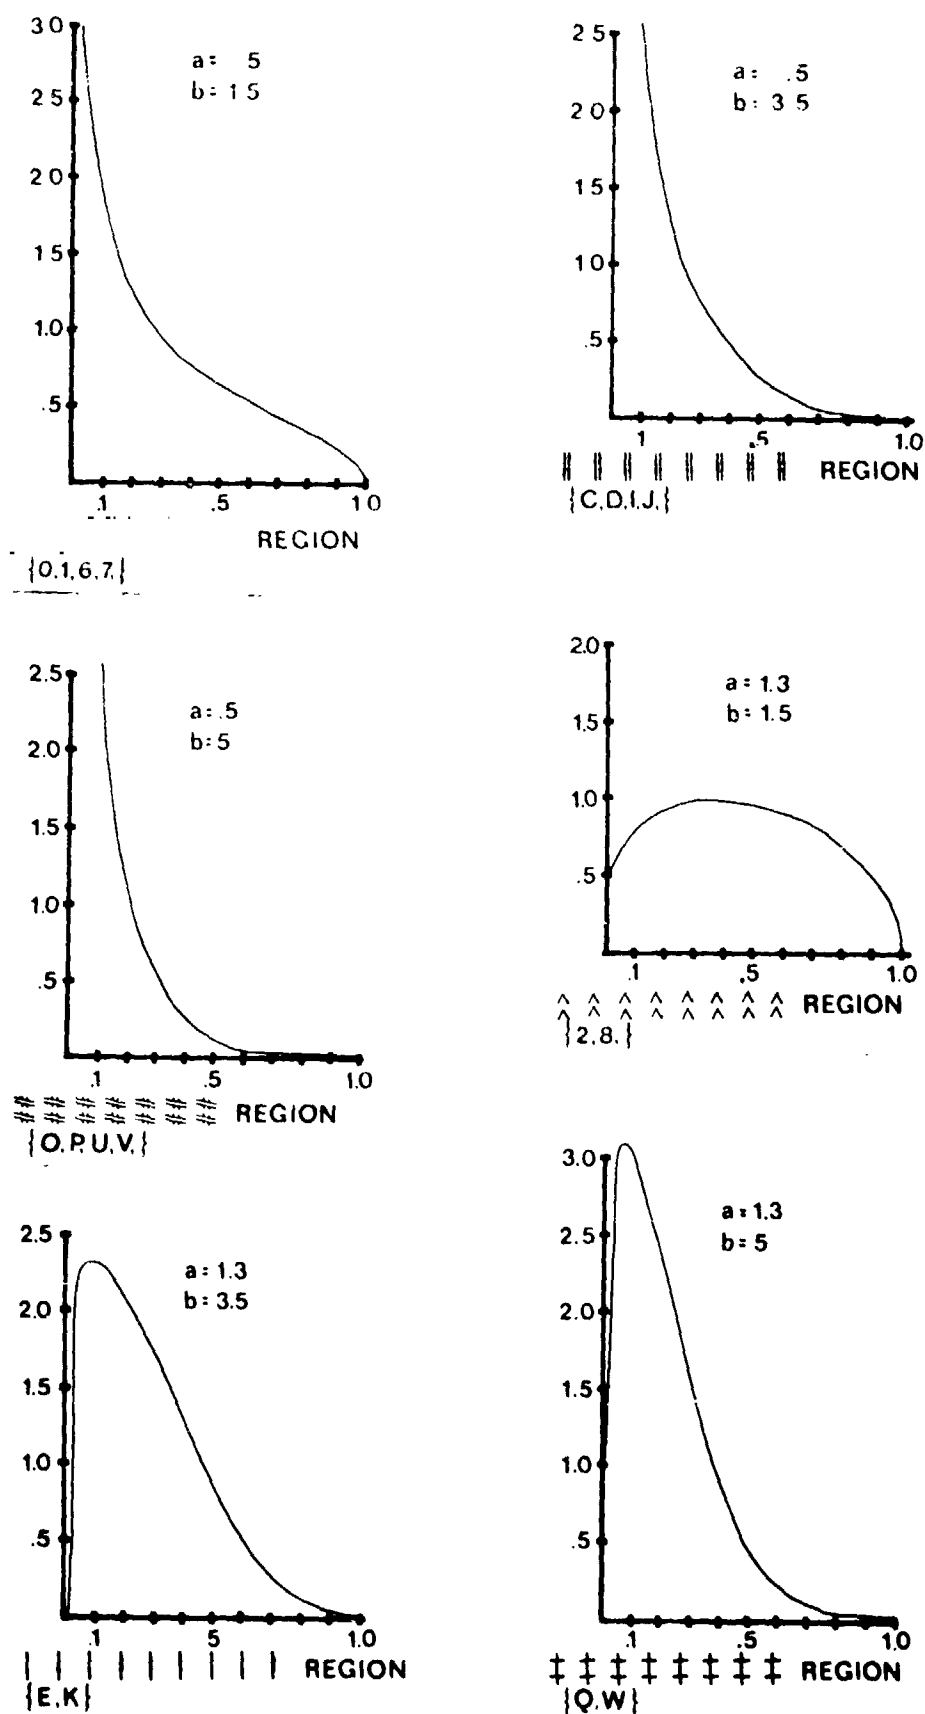 3 0
2 5
2 0
1 5
1.0
.5
a = 5
b = 1 5
.1 .5 1 0
REGION
{0,1,6,7,}
2 5
2 0
1 5
1 0
.5
a = .5
b = 3 5
1 .5 1.0
REGION
{C,D,I,J,}
2.5
2.0
1.5
1.0
.5
a = .5
b = 5
.1 .5 1.0
# # # # # # # REGION
# # # # # # #
{O,P,U,V,}
2.0
1.5
1.0
.5
a = 1.3
b = 1.5
.1 .5 1.0
^ ^ ^ ^ ^ ^ ^ ^ REGION
^ ^ ^ ^ ^ ^ ^ ^
{2,8,}
2.5
2.0
1.5
1.0
.5
a = 1.3
b = 3.5
.1 5 1.0
| | | | | | | | | REGION
{E,K}
3.0
2.5
2.0
1.5
1.0
.5
a = 1.3
b = 5
.1 .5 1.0
‡ ‡ ‡ ‡ ‡ ‡ ‡ ‡ REGION
{Q,W}